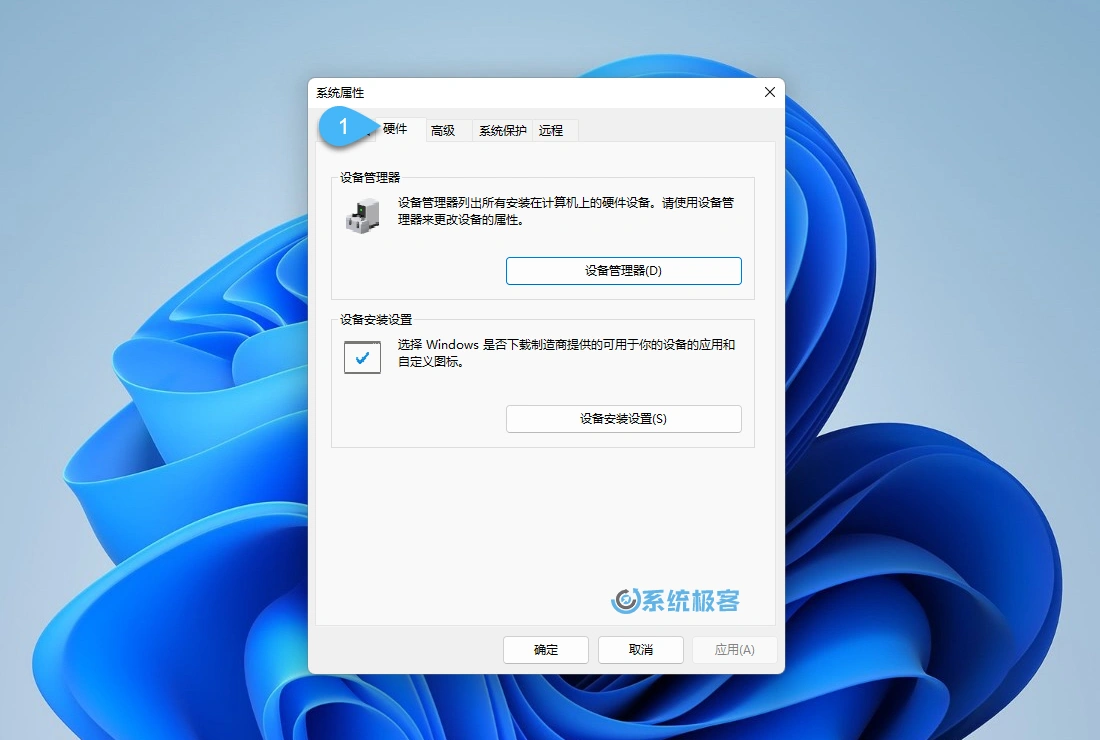 系统属性
1
硬件
高级
系统保护
远程
设备管理器
设备管理器列出所有安装在计算机上的硬件设备。请使用设备管
理器来更改设备的属性。
设备管理器(D)
设备安装设置
选择 Windows 是否下载制造商提供的可用于你的设备的应用和
自定义图标。
设备安装设置(S)
系统极客
确定
取消
应用(A)